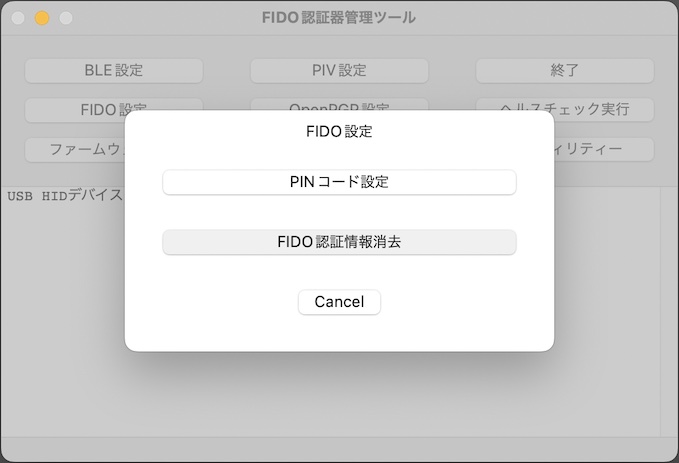 FIDO認証器管理ツール
BLE設定
PIV設定
終了
FIDO設定
OpenPGP設定
ヘルスチェック実行
ファームウ
ィリティー
USB HIDデバイス
FIDO設定
PINコード設定
FIDO認証情報消去
Cancel